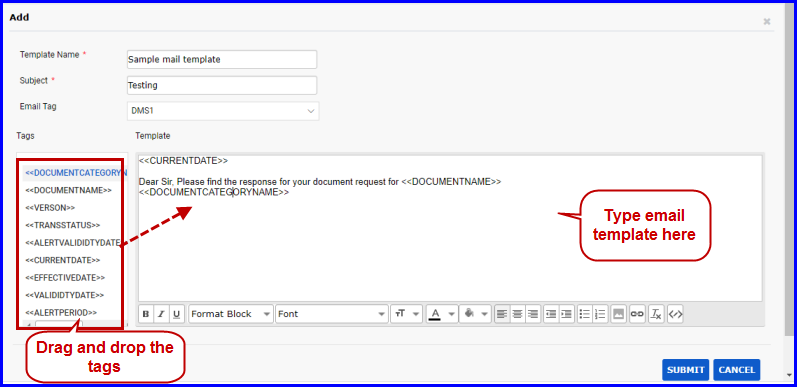 Add
Template Name *
Sample mail template
Subject *
Testing
Email Tag
DMS1
Tags
Template
<<DOCUMENTCATEGORYN
<<DOCUMENTNAME>>
<<VERSON>>
<<TRANSSTATUS>>
<<ALERTVALIDIDTYDATE
<<CURRENTDATE>>
<<EFFECTIVEDATE>>
<<VALIDIDTYDATE>>
<<ALERTPERIOD>>
<<CURRENTDATE>>
Dear Sir, Please find the response for your document request for <<DOCUMENTNAME>>
<<DOCUMENTCATEGORYNAME>>
Type email
template here
B I U Format Block Font TT A
Drag and drop the
tags
SUBMIT CANCEL